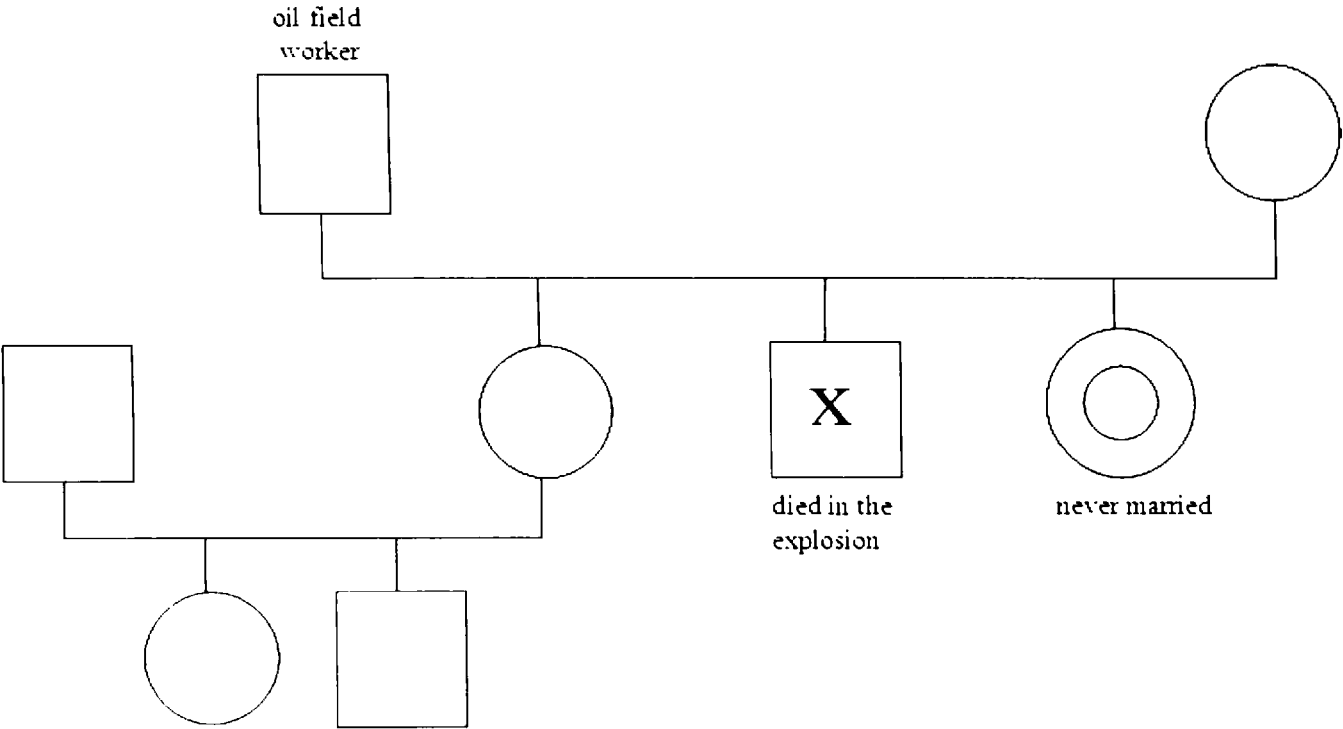 oil field
worker
X
died in the
explosion
never married